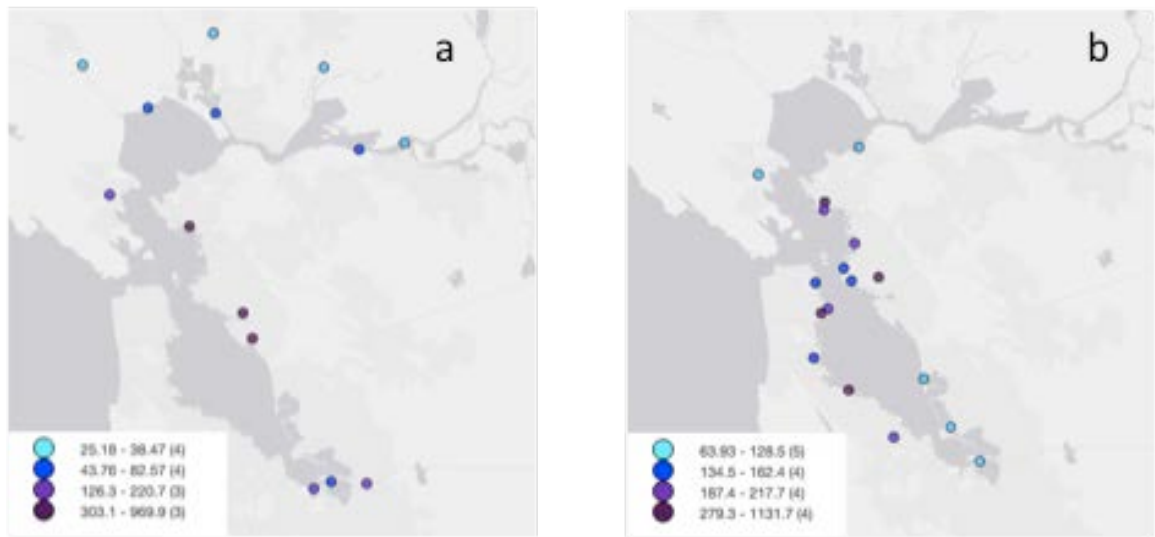 a
25.18 - 38.47 (4)
43.76 - 82.57 (4)
126.3 - 220.7 (3)
303.1 - 969.9 (3)
b
63.93 - 128.5 (5)
134.5 - 162.4 (4)
187.4 - 217.7 (4)
279.3 - 1131.7 (4)